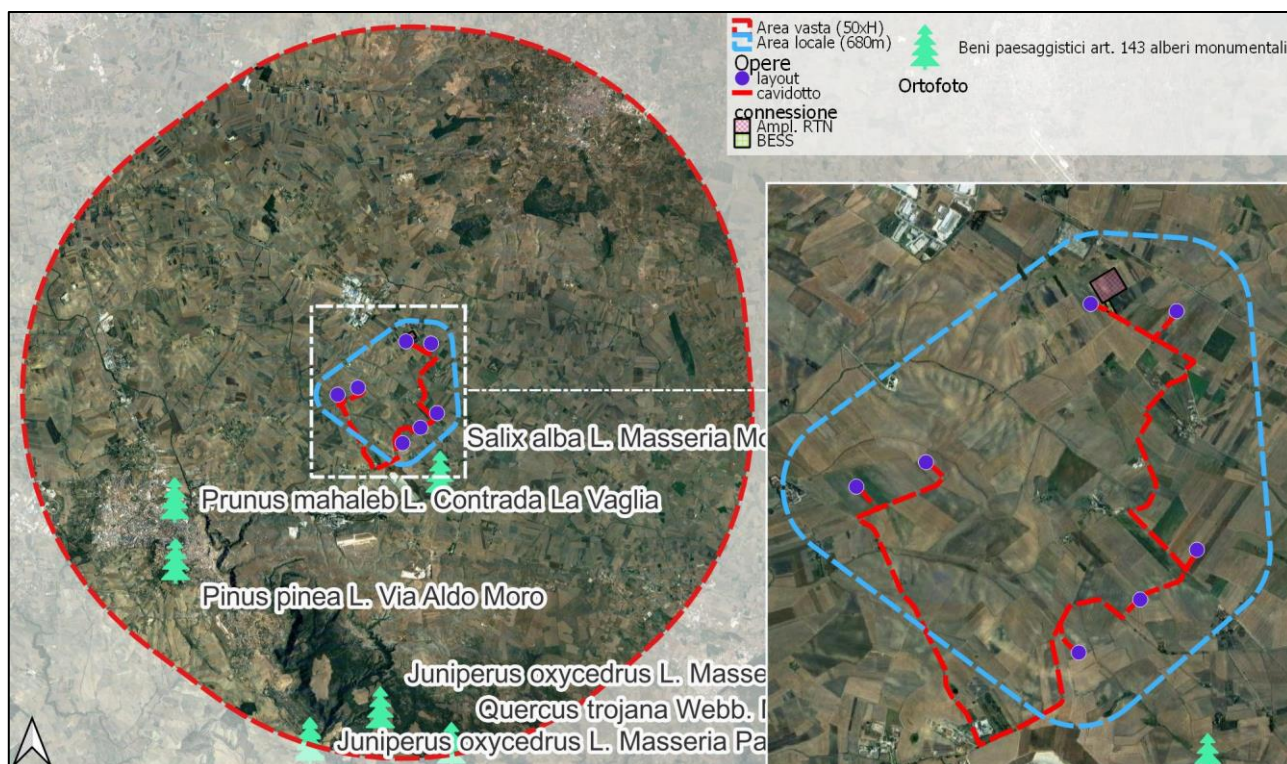 Area vasta (50xH)
Area locale (680m)
Opere
layout
cavidotto
connessione
Ampl. RTN
BESS
Beni paesaggistici art. 143 alberi monumentali
Ortofoto
Salix alba L. Masseria Mo
Prunus mahaleb L. Contrada La Vaglia
Pinus pinea L. Via Aldo Moro
Juniperus oxycedrus L. Masse
Quercus trojana Webb.
Juniperus oxycedrus L. Masseria Pa